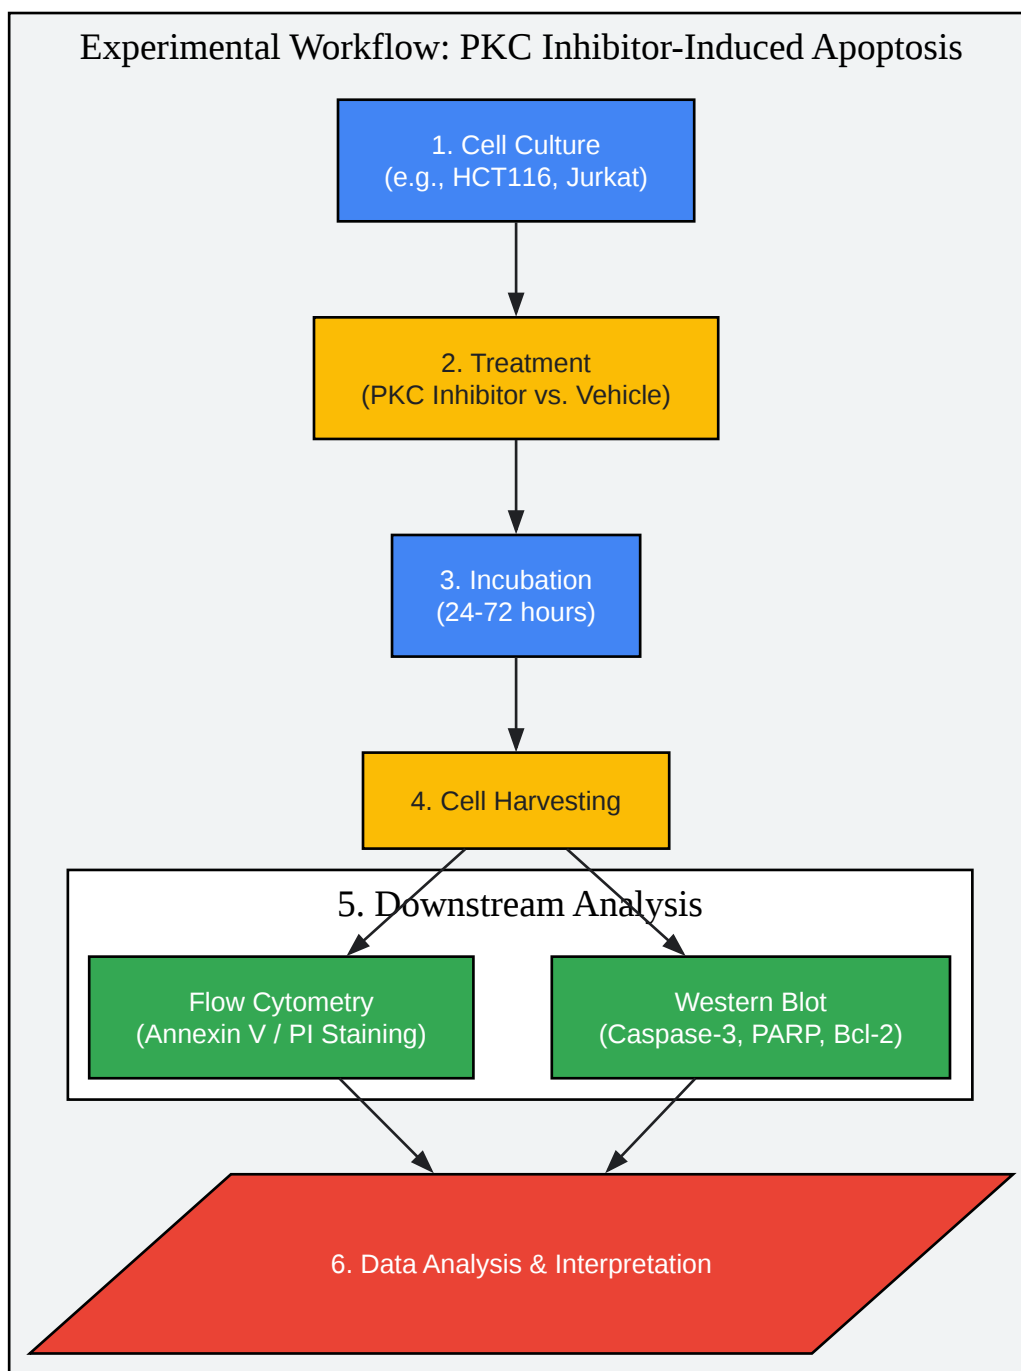 Experimental Workflow: PKC Inhibitor-Induced Apoptosis
1. Cell Culture
(e.g., HCT116, Jurkat)
2. Treatment
(PKC Inhibitor vs. Vehicle)
3. Incubation
(24-72 hours)
4. Cell Harvesting
5. Downstream Analysis
Flow Cytometry
(Annexin V / PI Staining)
Western Blot
(Caspase-3, PARP, Bcl-2)
6. Data Analysis & Interpretation